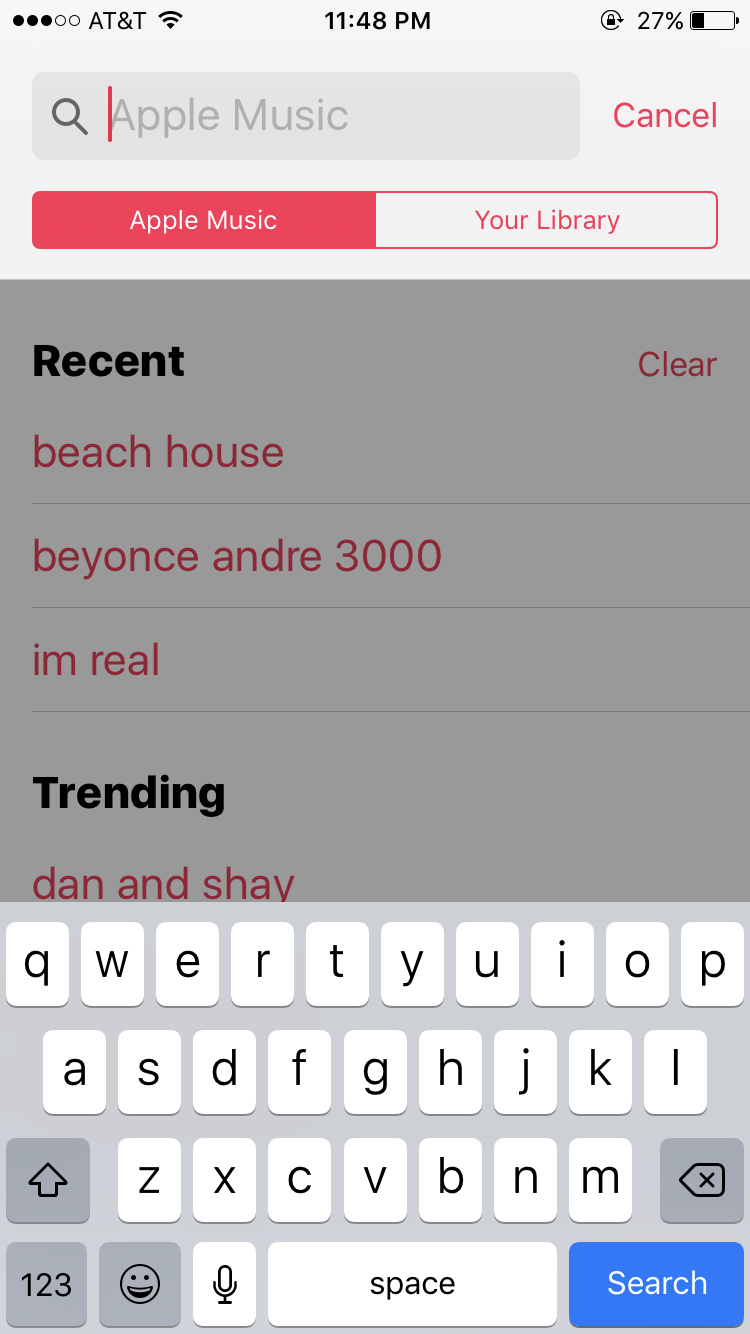 AT&T 11:48 PM 27%
Apple Music Cancel
Apple Music Your Library
Recent Clear
beach house
beyonce andre 3000
im real
Trending
dan and shay
q w e r t y u i o p
a s d f g h j k l
z x c v b n m
123 space Search